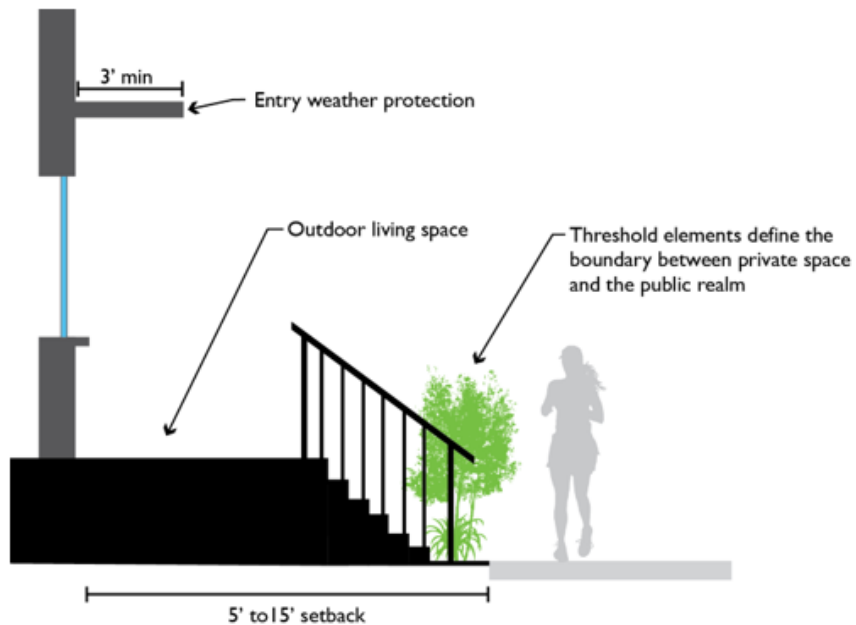 3' min
Entry weather protection
Outdoor living space
Threshold elements define the
boundary between private space
and the public realm
5' to15' setback